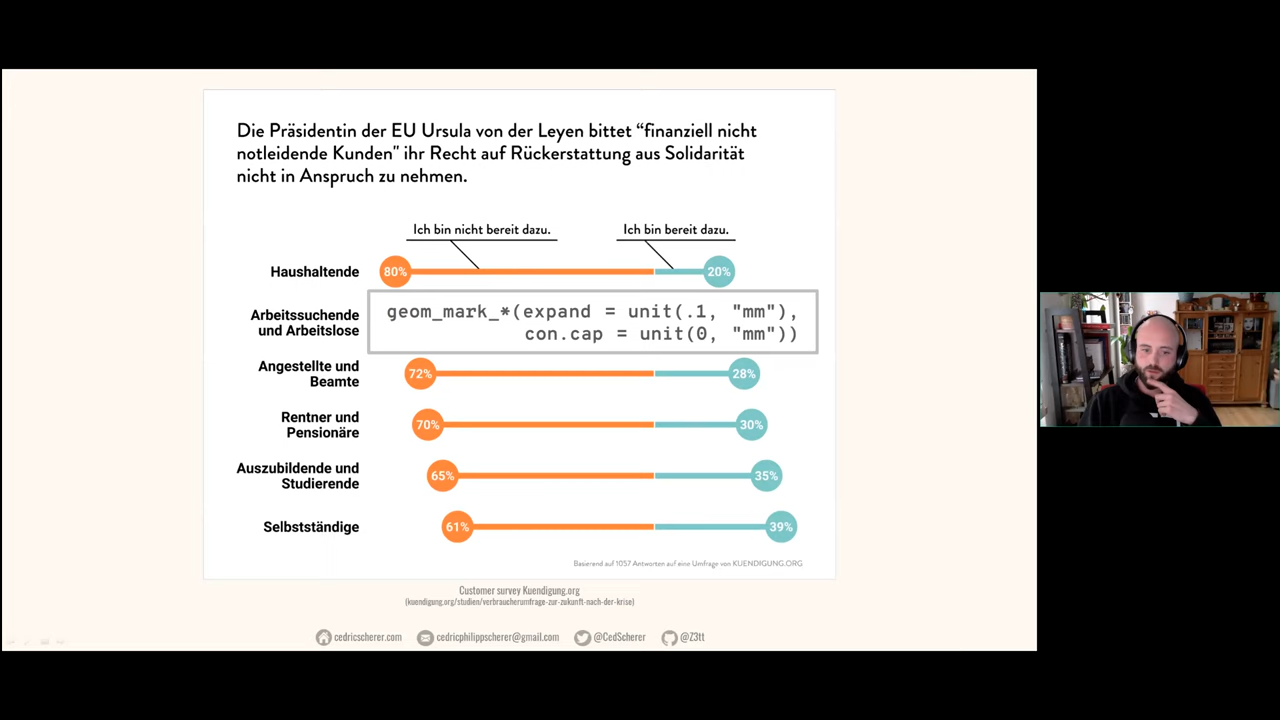 Die Präsidentin der EU Ursula von der Leyen bittet “finanziell nicht
notleidende Kunden" ihr Recht auf Rückerstattung aus Solidarität
nicht in Anspruch zu nehmen.
Ich bin nicht bereit dazu.
Ich bin bereit dazu.
Haushaltende
80%
20%
Arbeitssuchende
und Arbeitslose
geom_mark_*(expand = unit(.1, "mm"),
con.cap = unit(0, "mm"))
Angestellte und
Beamte
72%
28%
Rentner und
Pensionäre
70%
30%
Auszubildende und
Studierende
65%
35%
Selbstständige
61%
39%
Basierend auf 1057 Antworten auf eine Umfrage von KUENDIGUNG.ORG
Customer survey Kuendigung.org
(kuendigung.org/studien/verbraucherumfrage-zur-zukunft-nach-der-krise)
cedricscherer.com
cedricphilippscherer@gmail.com
@CedScherer
@Z3tt